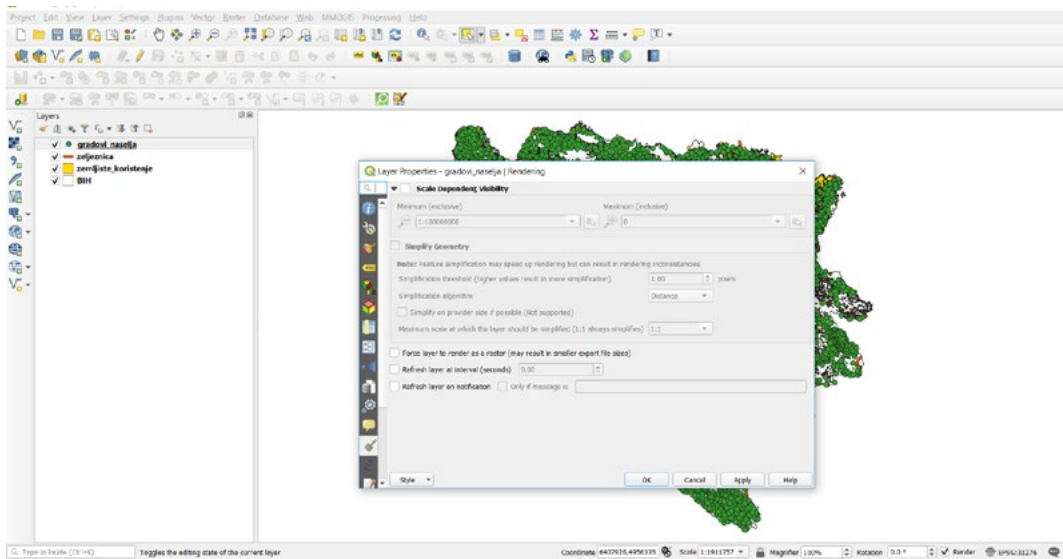 Project Edit View Layer Settings Plugins Vector Raster Database Web MMQGIS Processing Help
Layers
gradovi_naselja
zeljeznica
zemljiste_koristenje
BIH
Layer Properties - gradovi_naselja | Rendering
Scale Dependent Visibility
Minimum (exclusive) Maximum (inclusive)
1:100000000 0
Simplify Geometry
Note: Feature simplification may speed up rendering but can result in rendering inconsistencies
Simplification threshold (higher values result in more simplification) 1.00 pixels
Simplification algorithm Distance
Simplify on provider side if possible (Not supported)
Maximum scale at which the layer should be simplified (1:1 always simplifies) 1:1
Force layer to render as a raster (may result in smaller export file sizes)
Refresh layer at interval (seconds) 0.00
Refresh layer on notification Only if message is
Style OK Cancel Apply Help
Type to locate (Ctrl+K) Toggles the editing state of the current layer Coordinate 6407926,4956335 Scale 1:1911757 Magnifier 100% Rotation 0.0 ° Render EPSG:31276